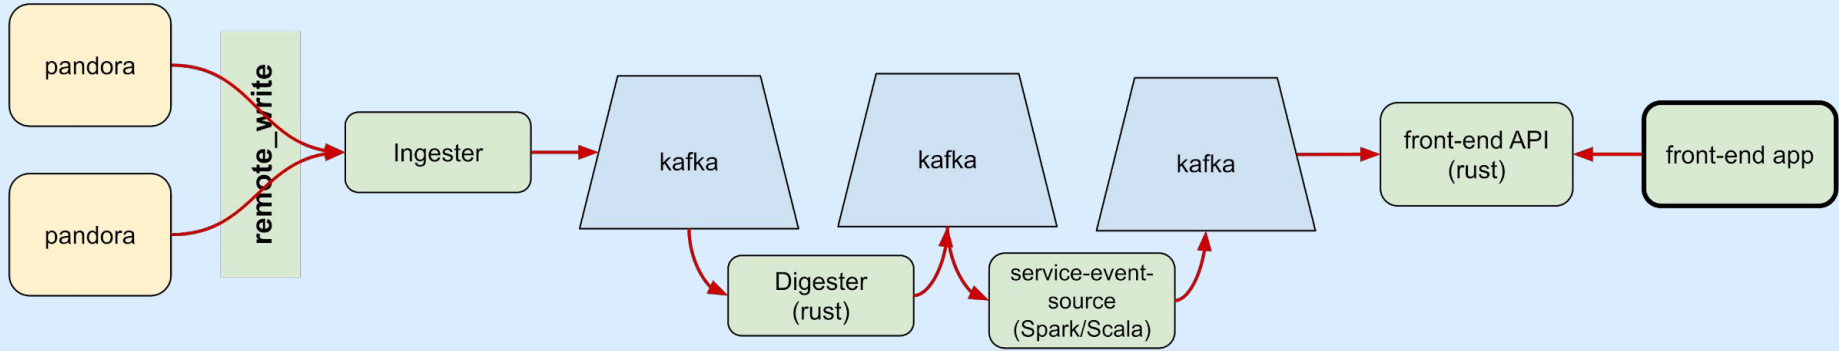 pandora
pandora
remote_write
Ingester
kafka
Digester
(rust)
kafka
service-event-
source
(Spark/Scala)
kafka
front-end API
(rust)
front-end app